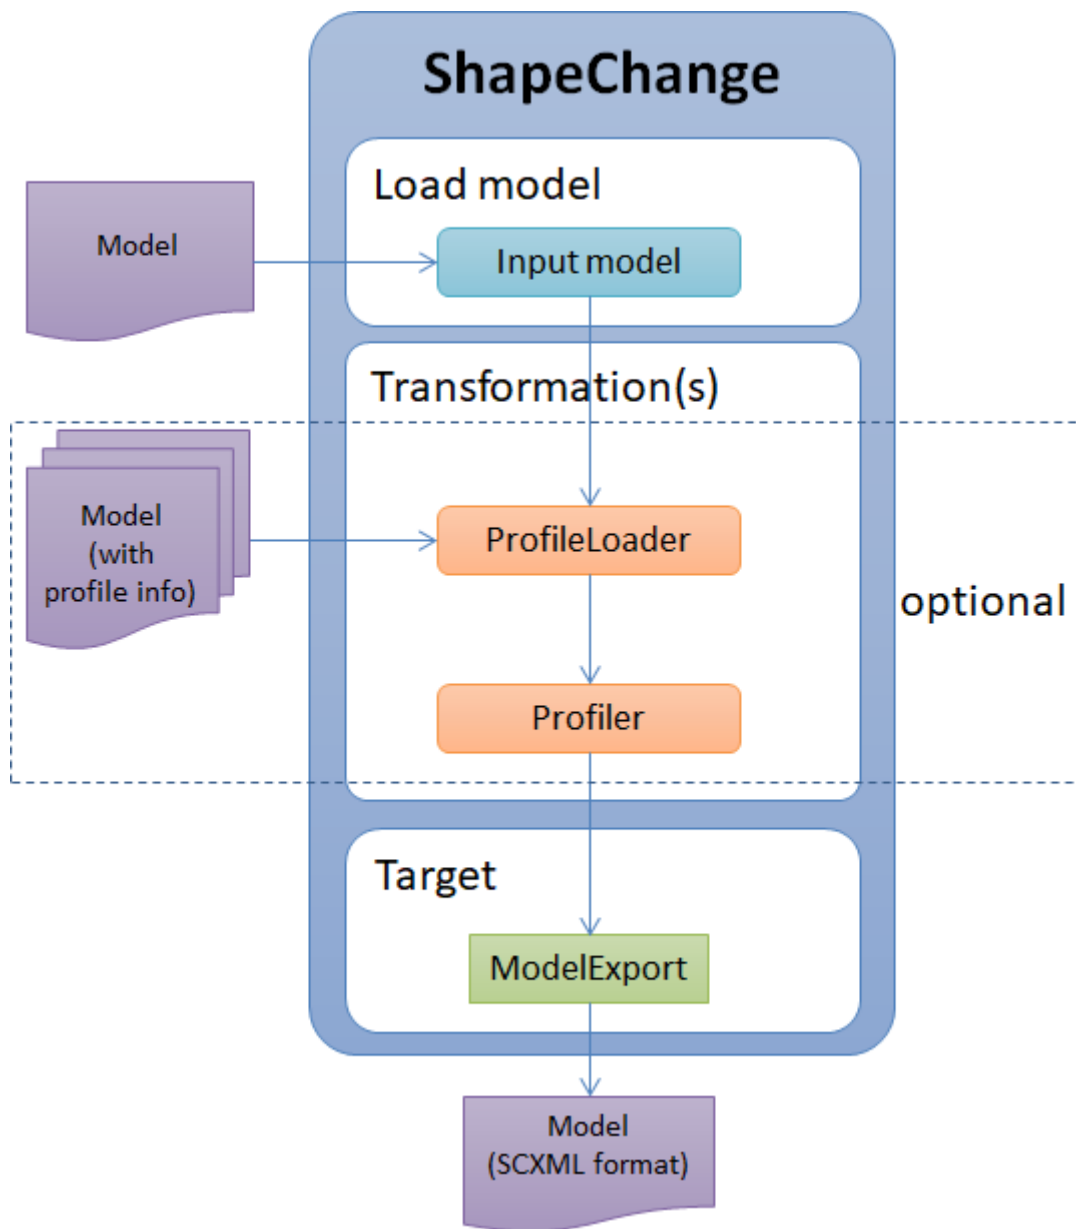 ShapeChange
Load model
Model
Input model
Transformation(s)
Model
(with
profile info)
ProfileLoader
optional
Profiler
Target
ModelExport
Model
(SCXML format)